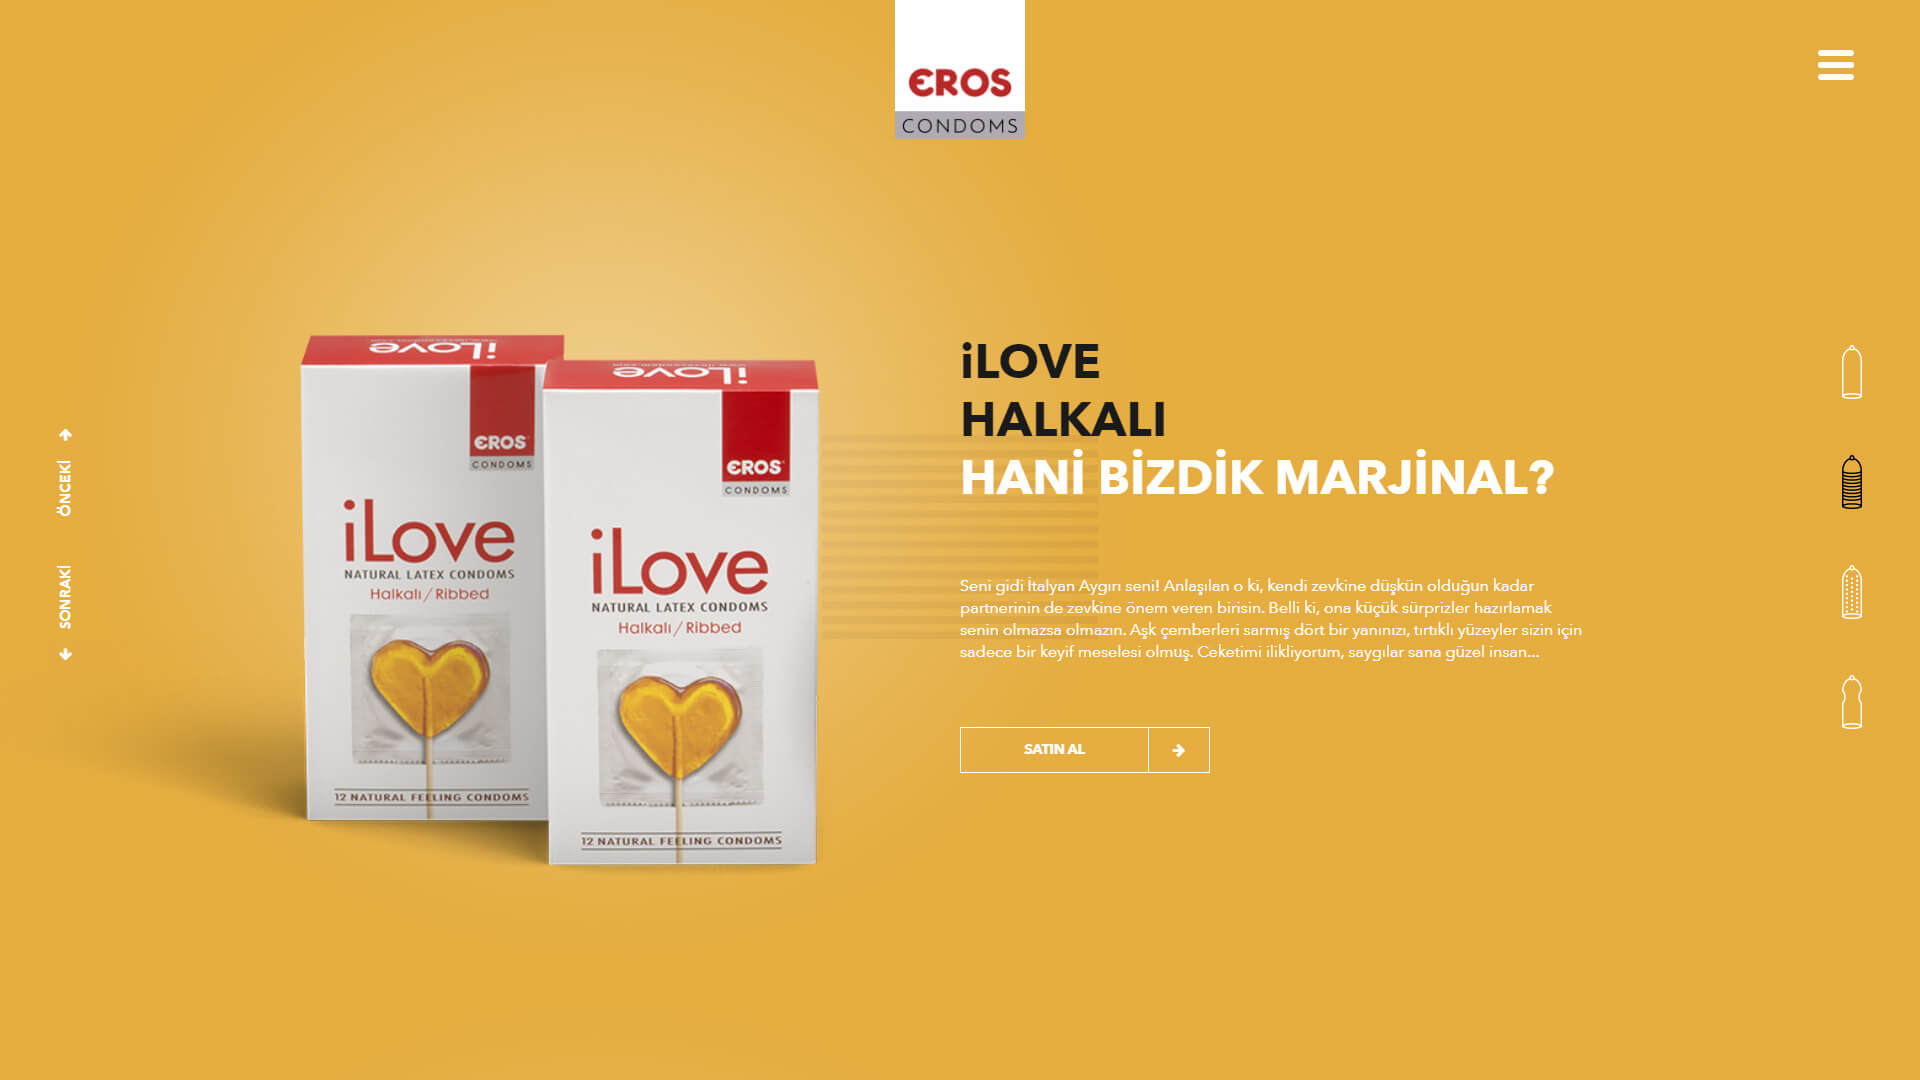 EROS
CONDOMS
iLOVE
HALKALI
HANİ BİZDİK MARJİNAL?
Seni gidi İtalyan Aygırı seni! Anlaşılan o ki, kendi zevkine düşkün olduğun kadar
partnerinin de zevkine önem veren birisin. Belli ki, ona küçük sürprizler hazırlamak
senin olmazsa olmazın. Aşk çemberleri sarmış dört bir yanınızı, tırtıklı yüzeyler sizin için
sadece bir keyif meselesi olmuş. Ceketimi ilikliyorum, saygılar sana güzel insan...
SATIN AL
ÖNCEKİ
SONRAKİ
iLove
EROS
CONDOMS
iLove
NATURAL LATEX CONDOMS
Halkalı/Ribbed
12 NATURAL FEELING CONDOMS
iLove
EROS
CONDOMS
iLove
NATURAL LATEX CONDOMS
Halkalı/Ribbed
12 NATURAL FEELING CONDOMS